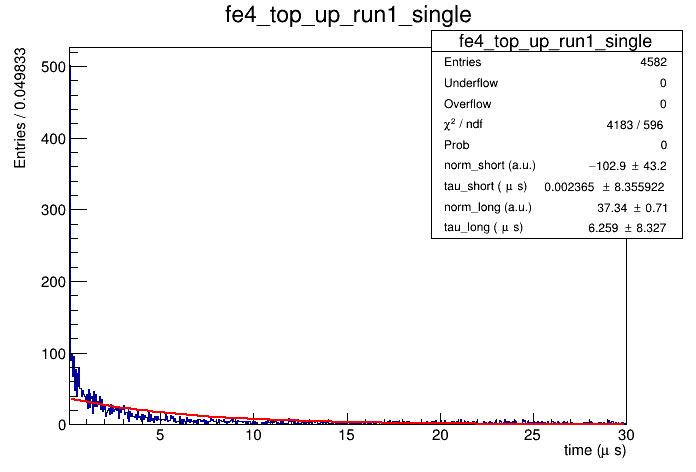 fe4_top_up_run1_single
fe4_top_up_run1_single
Entries 4582
Underflow 0
Overflow 0
χ² / ndf 4183 / 596
Prob 0
norm_short (a.u.) −102.9 ± 43.2
tau_short ( μ s) 0.002365 ± 8.355922
norm_long (a.u.) 37.34 ± 0.71
tau_long ( μ s) 6.259 ± 8.327
Entries / 0.049833
500
400
300
200
100
0
5 10 15 20 25 30
time (μ s)